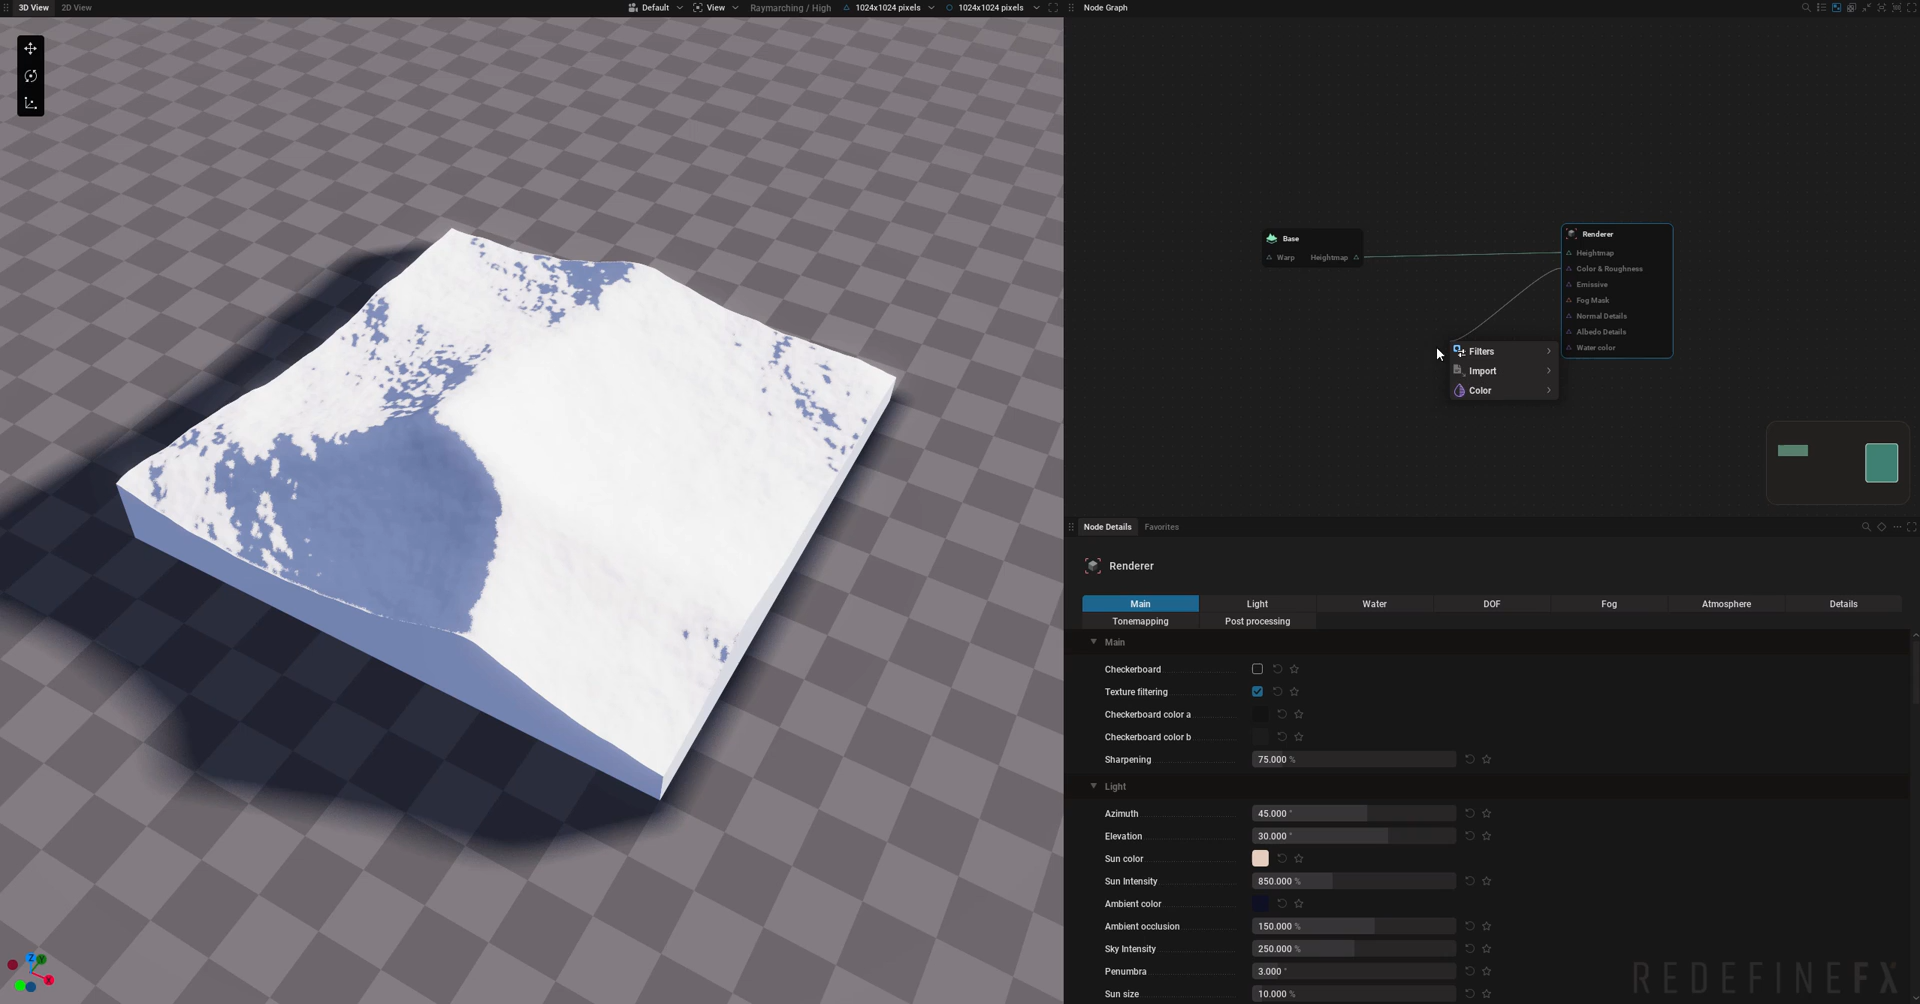 3D View
2D View
Default
View
Raymarching / High
1024x1024 pixels
1024x1024 pixels
Node Graph
Base
Warp
Heightmap
Renderer
Heightmap
Color & Roughness
Emissive
Fog Mask
Normal Details
Albedo Details
Water color
Filters
Import
Color
Node Details
Favorites
Renderer
Main
Light
Water
DOF
Fog
Atmosphere
Details
Tonemapping
Post processing
Main
Checkerboard
Texture filtering
Checkerboard color a
Checkerboard color b
Sharpening
75.000 %
Light
Azimuth
45.000 °
Elevation
30.000 °
Sun color
Sun Intensity
850.000 %
Ambient color
Ambient occlusion
150.000 %
Sky Intensity
250.000 %
Penumbra
3.000 °
Sun size
10.000 %
Z
Y
X
REDEFINEFX